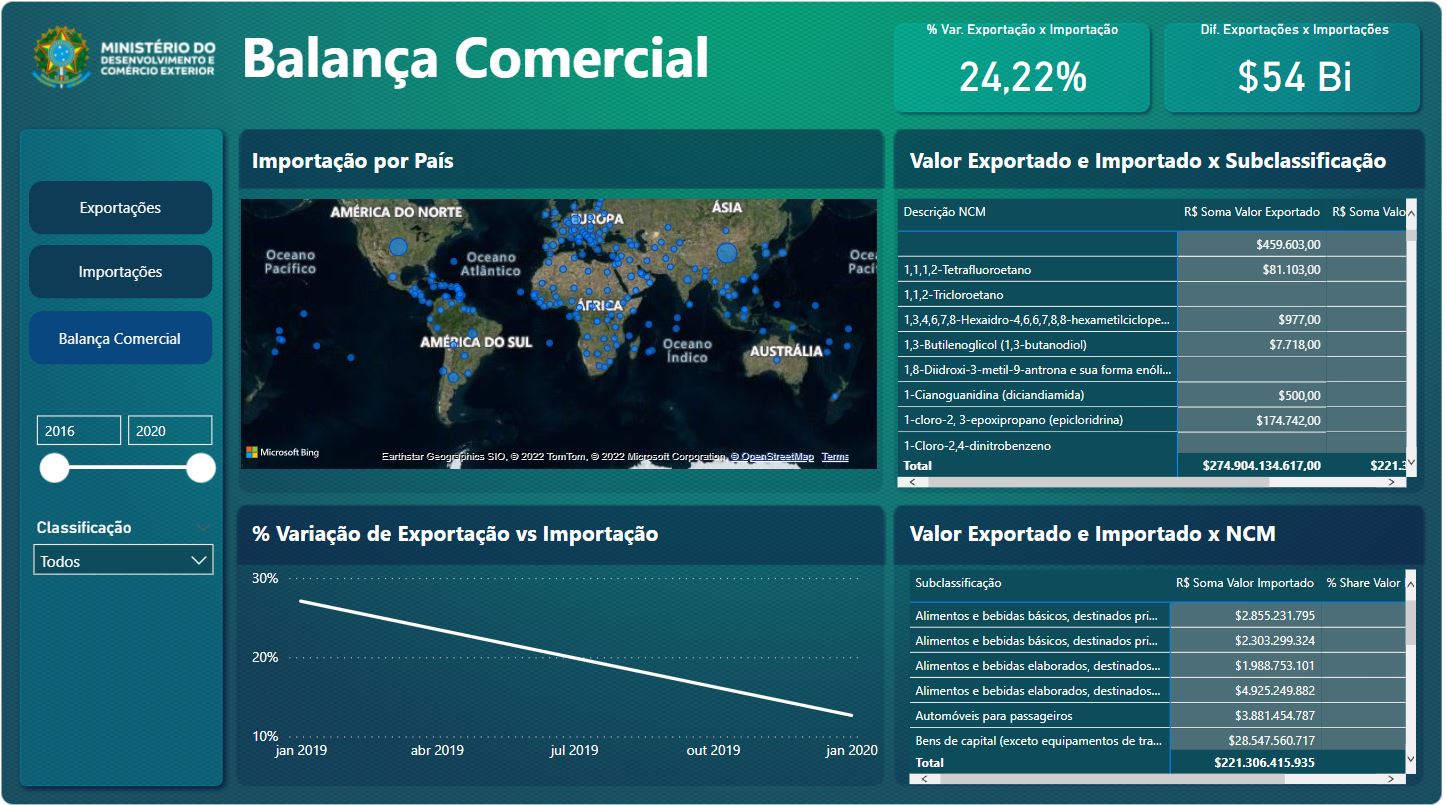 MINISTÉRIO DO
DESENVOLVIMENTO E
COMÉRCIO EXTERIOR
Balança Comercial
% Var. Exportação x Importação
24,22%
Dif. Exportações x Importações
$54 Bi
Exportações
Importações
Balança Comercial
2016 2020
Classificação
Todos
Importação por País
AMÉRICA DO NORTE
EUROPA
ÁSIA
Oceano
Pacífico
Oceano
Atlântico
Oce
Pací
ÁFRICA
AMÉRICA DO SUL
Oceano
Índico
AUSTRÁLIA
Microsoft Bing
Earthstar Geographics SIO, © 2022 TomTom, © 2022 Microsoft Corporation, © OpenStreetMap Terms
Valor Exportado e Importado x Subclassificação
Descrição NCM R$ Soma Valor Exportado R$ Soma Valo
$459.603,00
1,1,1,2-Tetrafluoroetano $81.103,00
1,1,2-Tricloroetano
1,3,4,6,7,8-Hexaidro-4,6,6,7,8,8-hexametilciclope... $977,00
1,3-Butilenoglicol (1,3-butanodiol) $7.718,00
1,8-Diidroxi-3-metil-9-antrona e sua forma enóli...
1-Cianoguanidina (diciandiamida) $500,00
1-cloro-2, 3-epoxipropano (epicloridrina) $174.742,00
1-Cloro-2,4-dinitrobenzeno
Total $274.904.134.617,00 $221.3
% Variação de Exportação vs Importação
30%
20%
10%
jan 2019 abr 2019 jul 2019 out 2019 jan 2020
Valor Exportado e Importado x NCM
Subclassificação R$ Soma Valor Importado % Share Valor
Alimentos e bebidas básicos, destinados pri... $2.855.231.795
Alimentos e bebidas básicos, destinados pri... $2.303.299.324
Alimentos e bebidas elaborados, destinados... $1.988.753.101
Alimentos e bebidas elaborados, destinados... $4.925.249.882
Automóveis para passageiros $3.881.454.787
Bens de capital (exceto equipamentos de tra... $28.547.560.717
Total $221.306.415.935